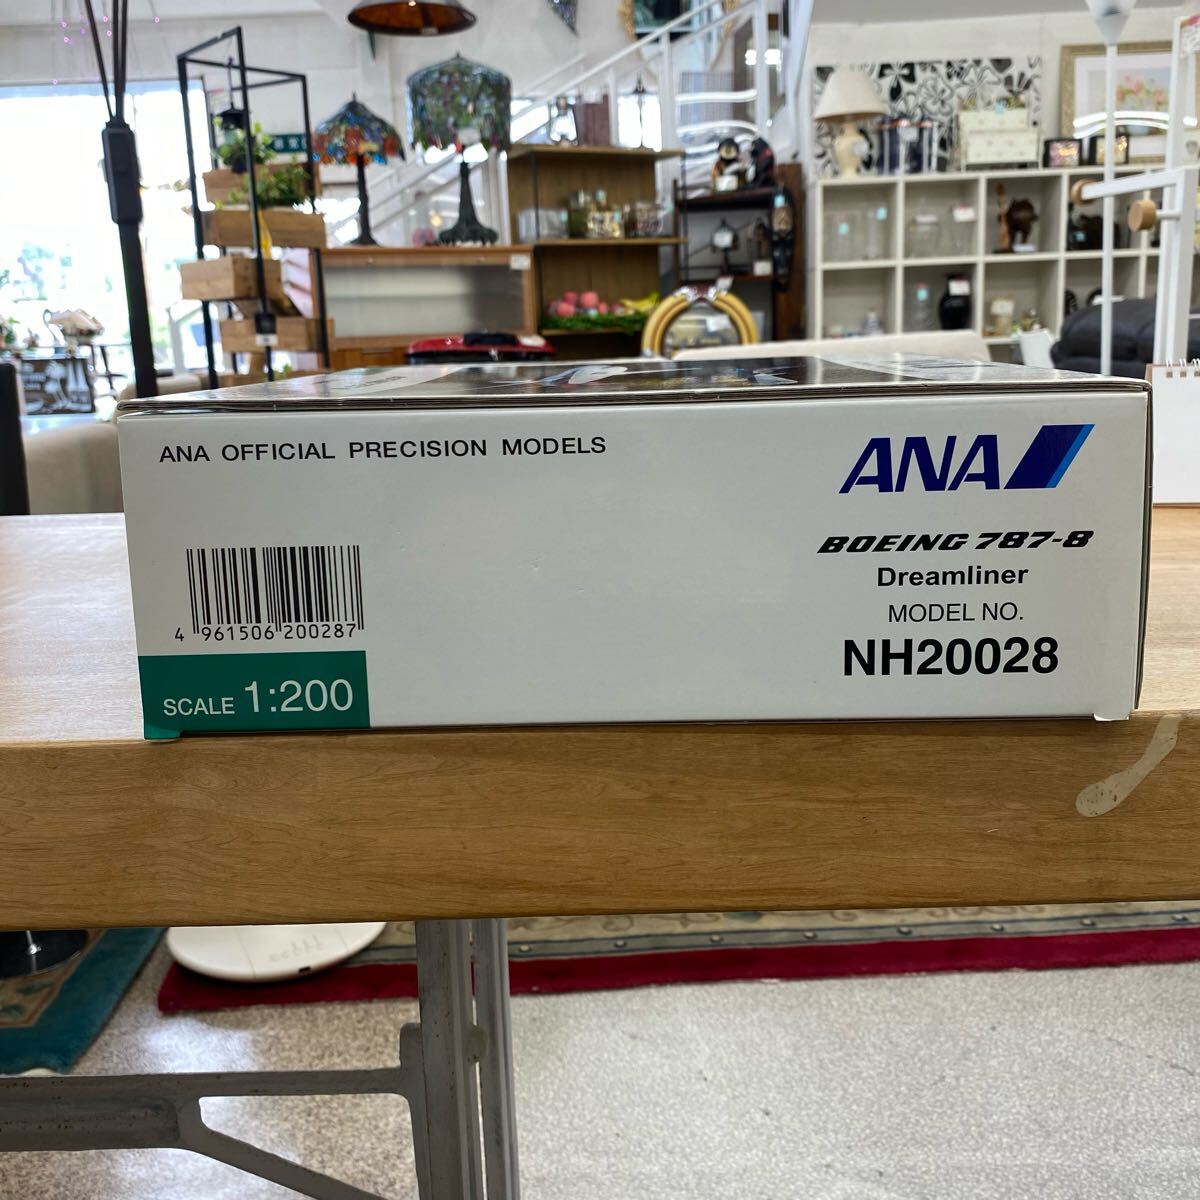 ANA OFFICIAL PRECISION MODELS
ANA
BOEING 787-8
Dreamliner
MODEL NO.
NH20028
4 961506 200287
SCALE 1:200